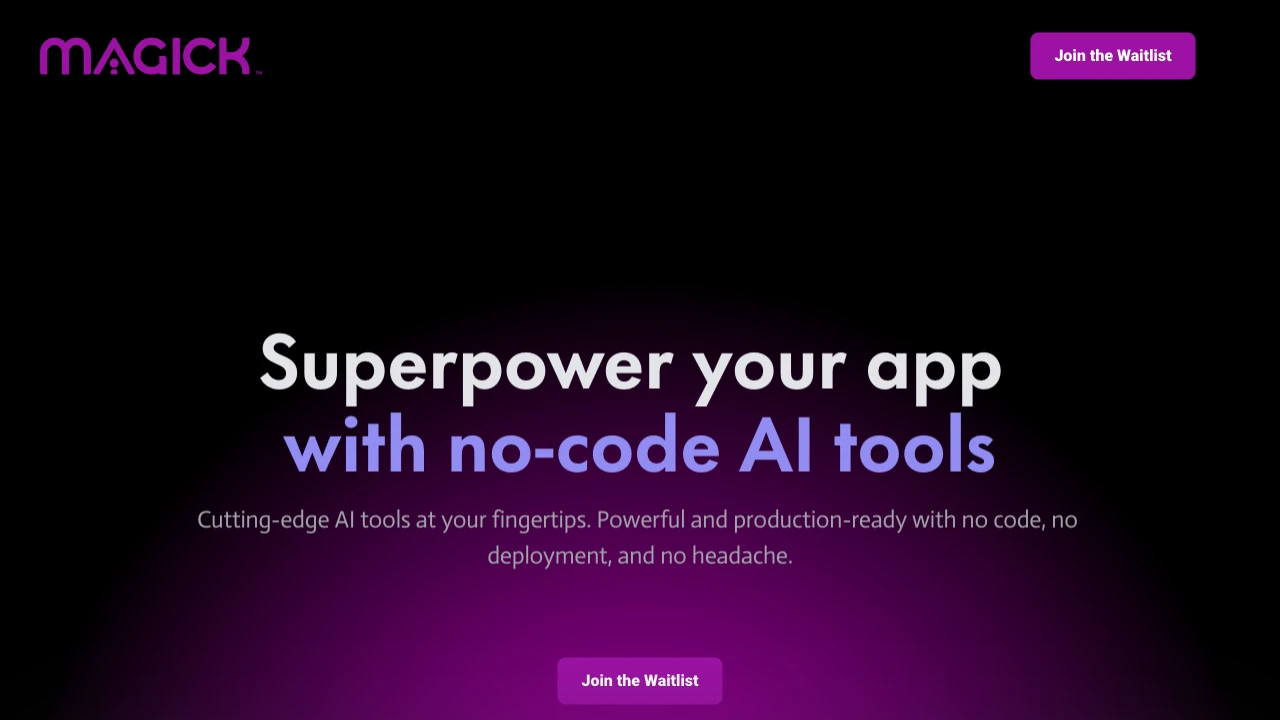 MAGICK™
Join the Waitlist
Superpower your app
with no-code AI tools
Cutting-edge AI tools at your fingertips. Powerful and production-ready with no code, no
deployment, and no headache.
Join the Waitlist